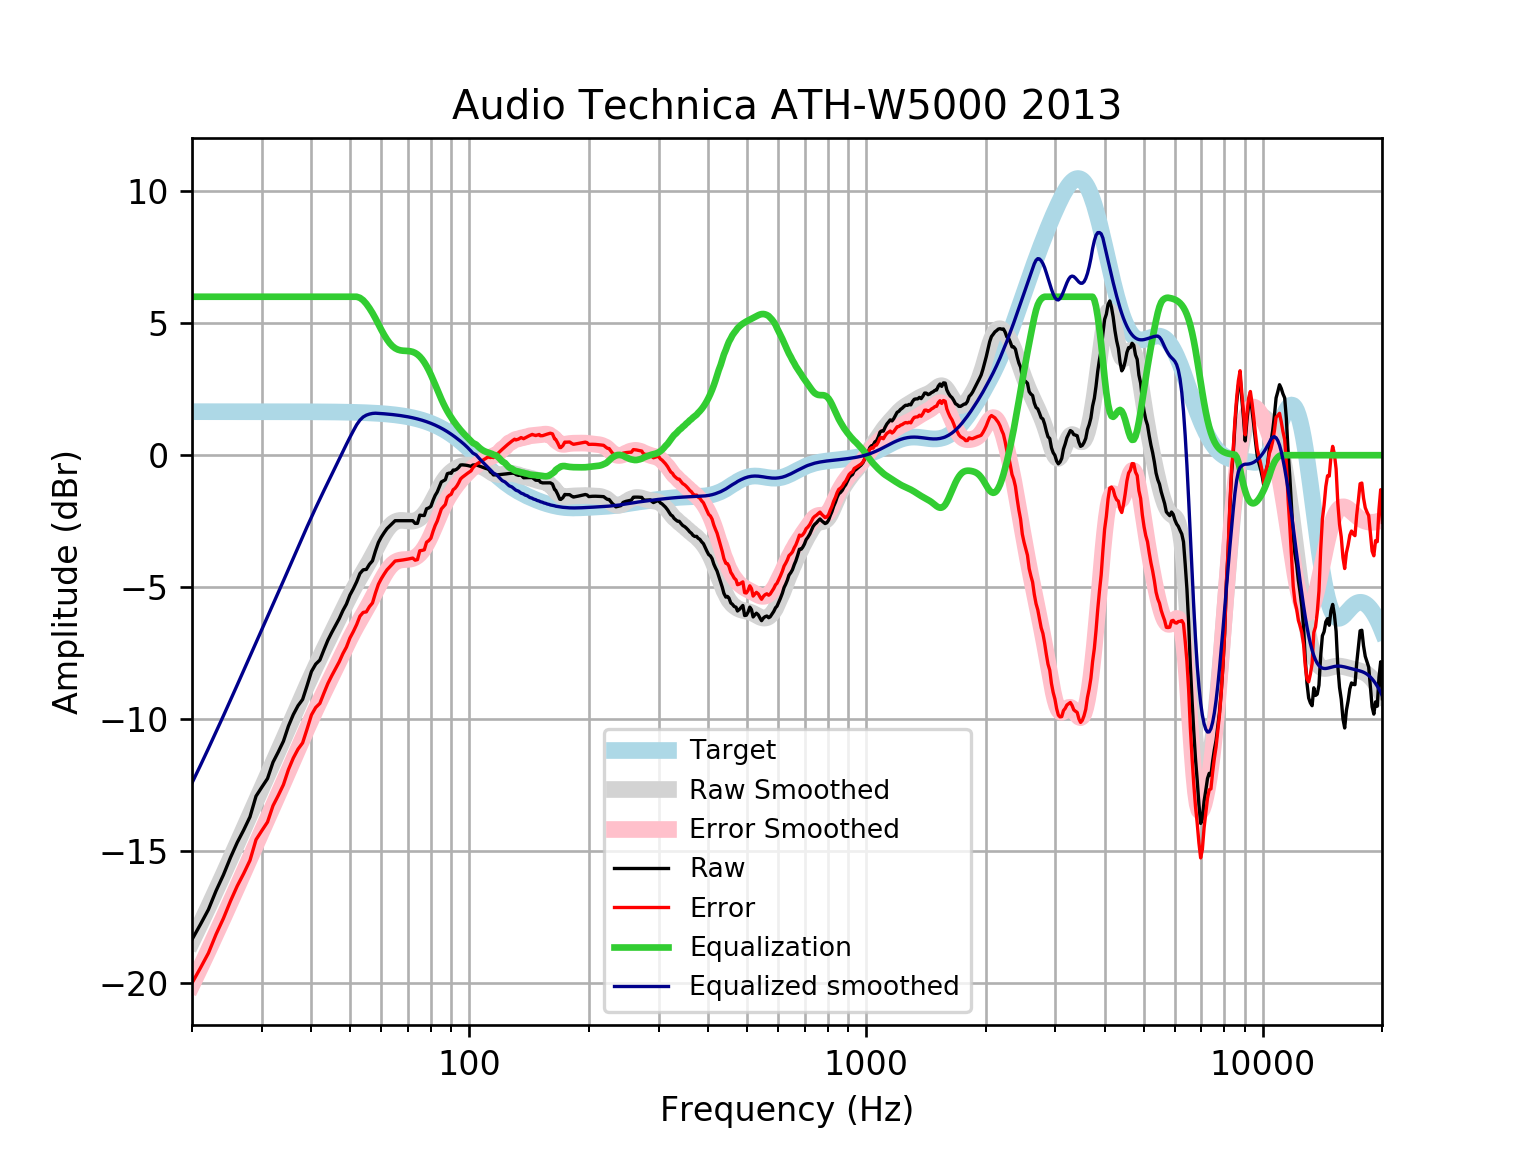 Audio Technica ATH-W5000 2013
Amplitude (dBr)
10
5
0
−5
−10
−15
−20
Target
Raw Smoothed
Error Smoothed
Raw
Error
Equalization
Equalized smoothed
100
1000
10000
Frequency (Hz)